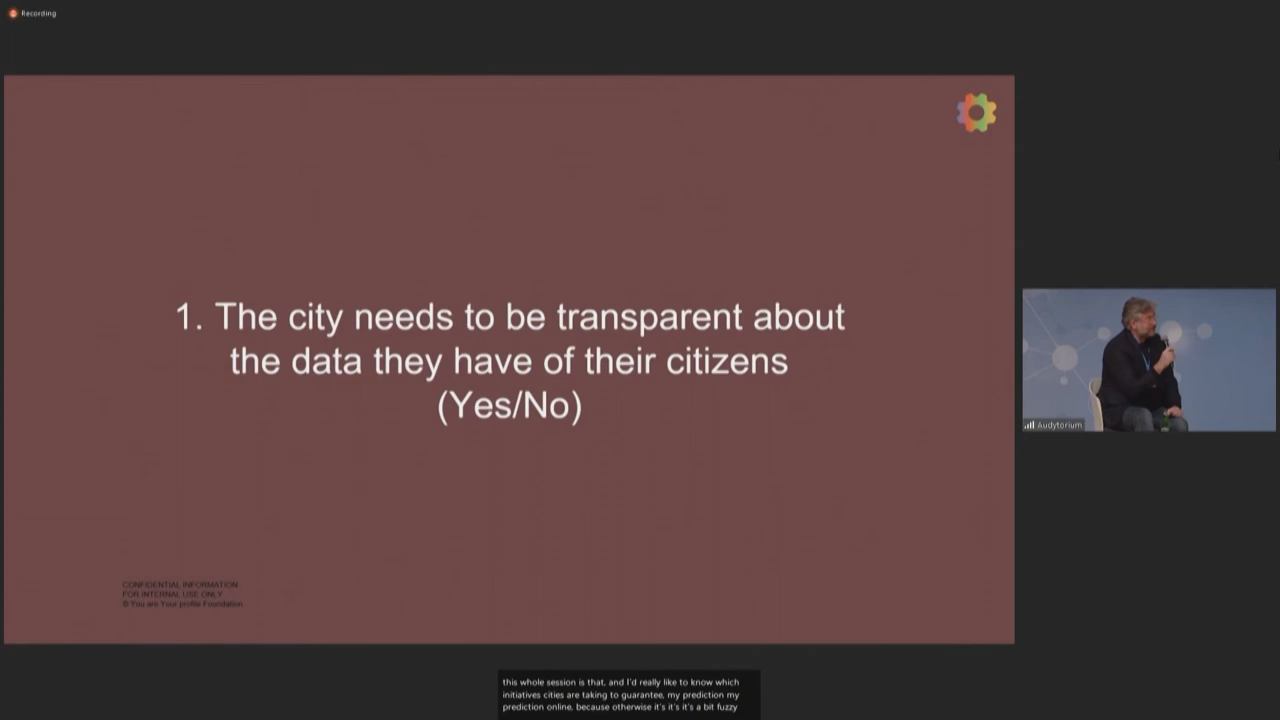 Recording
1. The city needs to be transparent about
the data they have of their citizens
(Yes/No)
Audytorium
CONFIDENTIAL INFORMATION
FOR INTERNAL USE ONLY
© You are Your profile Foundation
this whole session is that, and I'd really like to know which
initiatives cities are taking to guarantee, my prediction my
prediction online, because otherwise it's it's it's a bit fuzzy